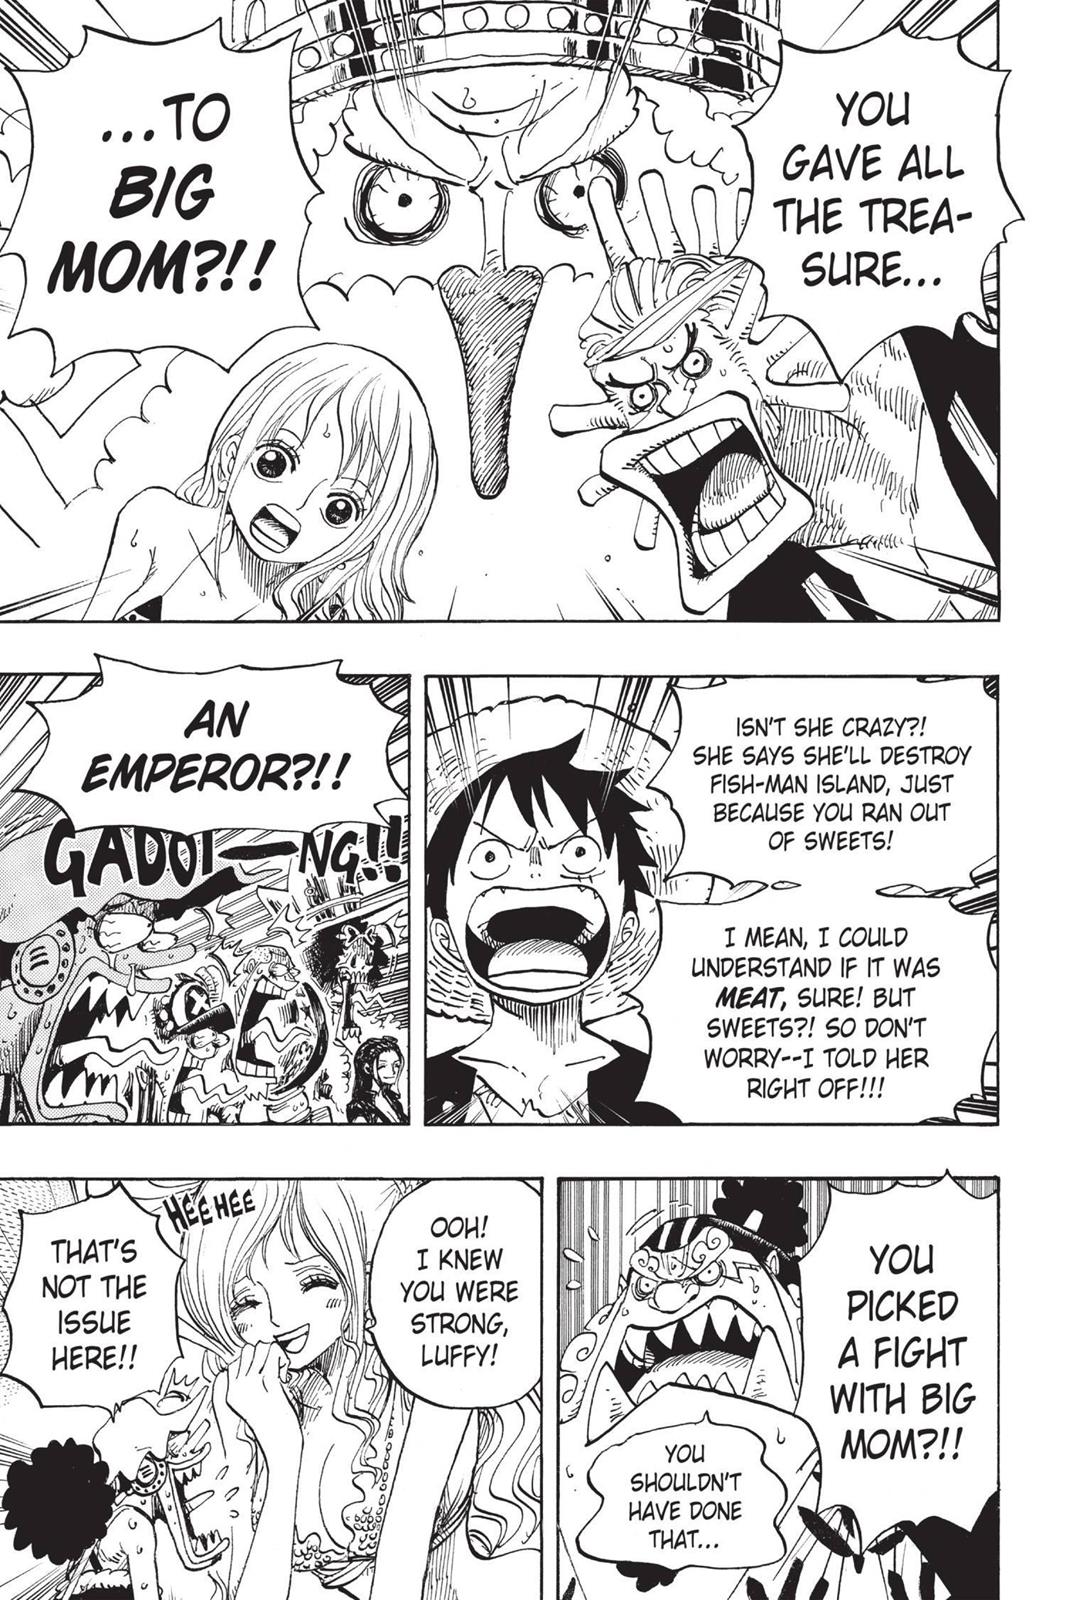 YOU
GAVE ALL
THE TREA-
SURE...
...TO
BIG
MOM?!!
ISN'T SHE CRAZY?!
SHE SAYS SHE'LL DESTROY
FISH-MAN ISLAND, JUST
BECAUSE YOU RAN OUT
OF SWEETS!
I MEAN, I COULD
UNDERSTAND IF IT WAS
MEAT, SURE! BUT
SWEETS?! SO DON'T
WORRY--I TOLD HER
RIGHT OFF!!!
AN
EMPEROR?!!
GADOI—NG!!
YOU
PICKED
A FIGHT
WITH BIG
MOM?!!
YOU
SHOULDN'T
HAVE DONE
THAT...
OOH!
I KNEW
YOU WERE
STRONG,
LUFFY!
HEE HEE
THAT'S
NOT THE
ISSUE
HERE!!